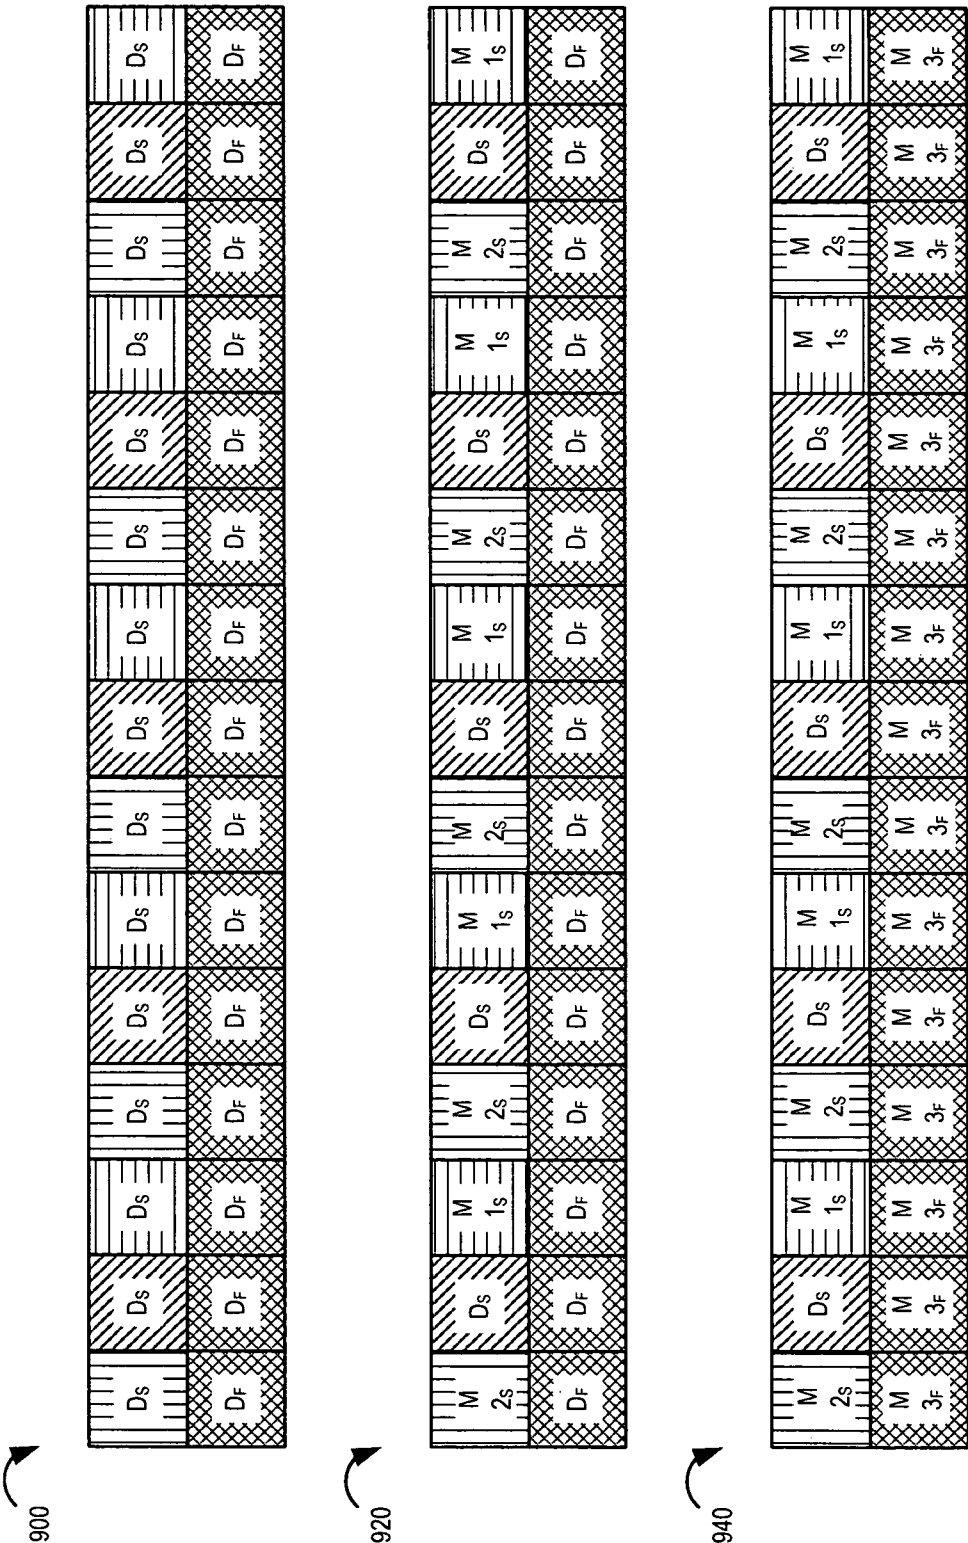 900
DS DS DS DS DS DS DS DS DS DS DS DS DS DS DS
DF DF DF DF DF DF DF DF DF DF DF DF DF DF DF
920
M 2S DS M 1S M 2S DS M 1S M 2S DS M 1S M 2S DS M 1S M 2S DS M 1S
DF DF DF DF DF DF DF DF DF DF DF DF DF DF DF
940
M 2S DS M 1S M 2S DS M 1S M 2S DS M 1S M 2S DS M 1S M 2S DS M 1S
M 3F M 3F M 3F M 3F M 3F M 3F M 3F M 3F M 3F M 3F M 3F M 3F M 3F M 3F M 3F